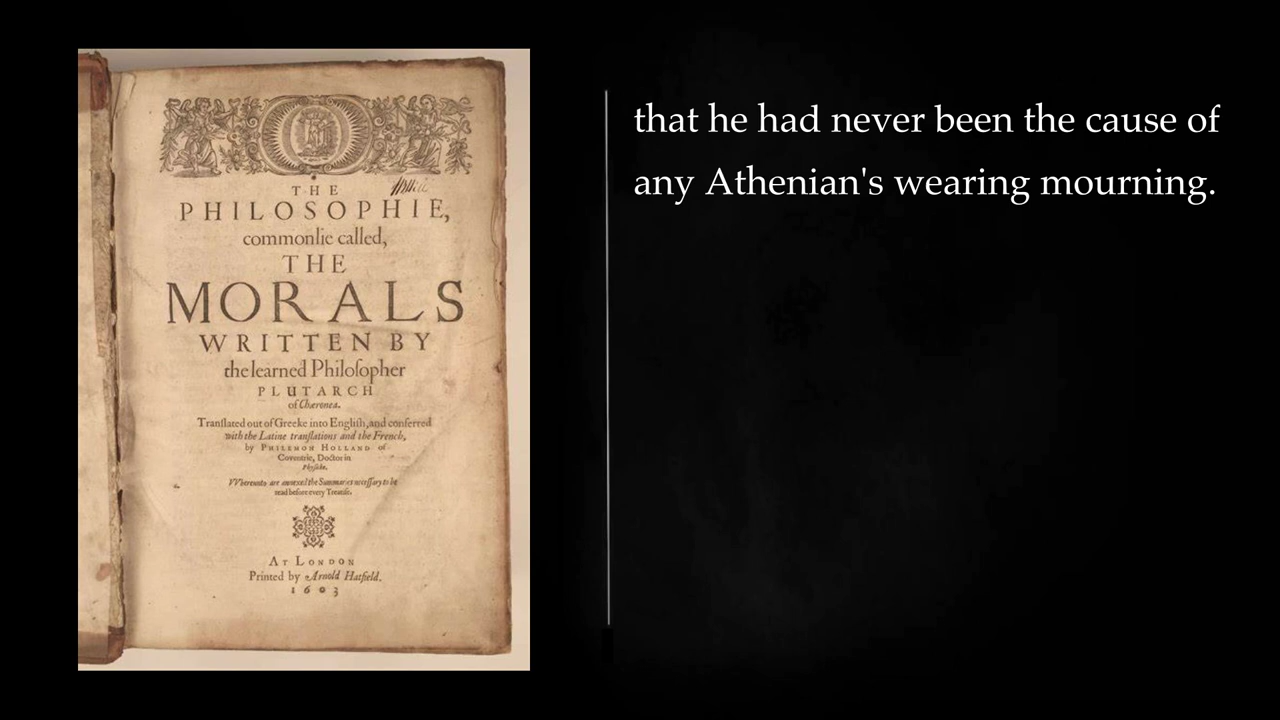 THE
PHILOSOPHIE,
commonlie called,
THE
MORALS
WRITTEN BY
the learned Philoſopher
PLUTARCH
of Chæronea.
Tranſlated out of Greeke into Engliſh, and conferred
with the Latine tranſlations and the French,
by PHILEMON HOLLAND of
Coventrie, Doctor in
Phyſicke.
VVhereunto are annexed the Summaries neceſſary to be
read before every Treatiſe.
AT LONDON
Printed by Arnold Hatfield.
1603
that he had never been the cause of
any Athenian's wearing mourning.